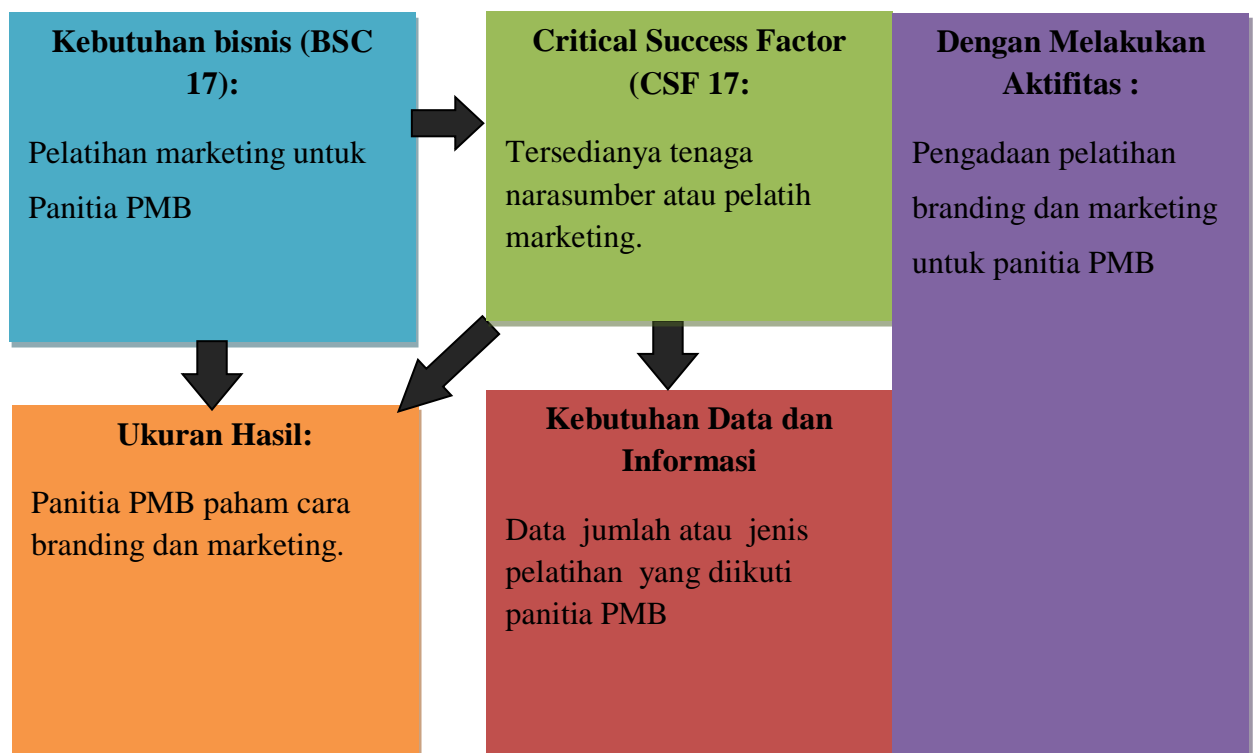 Kebutuhan bisnis (BSC
17):
Pelatihan marketing untuk
Panitia PMB
Critical Success Factor
(CSF 17:
Tersedianya tenaga
narasumber atau pelatih
marketing.
Dengan Melakukan
Aktifitas :
Pengadaan pelatihan
branding dan marketing
untuk panitia PMB
Ukuran Hasil:
Panitia PMB paham cara
branding dan marketing.
Kebutuhan Data dan
Informasi
Data  jumlah atau  jenis
pelatihan  yang diikuti
panitia PMB